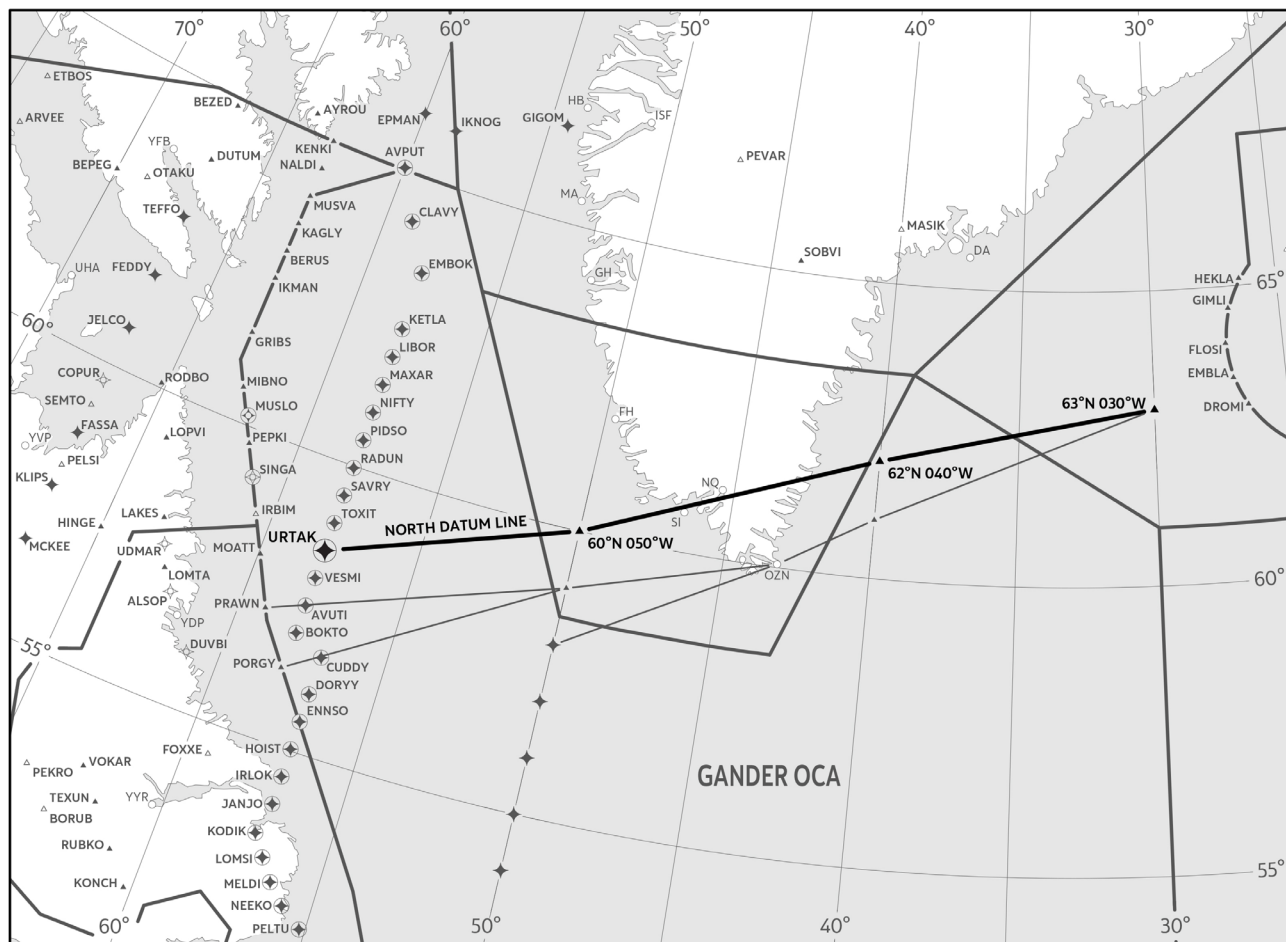 70°
60°
50°
40°
30°
ETBOS
BEZED
AYROU
ARVEE
EPMAN
IKNOG
GIGOM
HB
ISF
YFB
KENKI
BEPEG
DUTUM
NALDI
AVPUT
PEVAR
OTAKU
TEFFO
MUSVA
MA
CLAVY
KAGLY
MASIK
SOBVI
DA
BERUS
UHA
FEDDY
EMBOK
GH
IKMAN
HEKLA
65°
GIMLI
60°
JELCO
KETLA
GRIBS
LIBOR
FLOSI
COPUR
RODBO
MIBNO
MAXAR
EMBLA
SEMTO
63°N 030°W
DROMI
MUSLO
NIFTY
FH
FASSA
YVP
LOPVI
PEPKI
PIDSO
PELSI
SINGA
RADUN
62°N 040°W
KLIPS
SAVRY
NQ
LAKES
IRBIM
SI
HINGE
TOXIT
URTAK
NORTH DATUM LINE
MCKEE
UDMAR
MOATT
60°N 050°W
OZN
LOMTA
VESMI
60°
ALSOP
PRAWN
AVUTI
YDP
BOKTO
55°
DUVBI
PORGY
CUDDY
DORYY
ENNSO
FOXXE
HOIST
PEKRO
VOKAR
IRLOK
GANDER OCA
TEXUN
YYR
BORUB
JANJO
KODIK
RUBKO
LOMSI
55°
KONCH
MELDI
NEEKO
60°
PELTU
50°
40°
30°